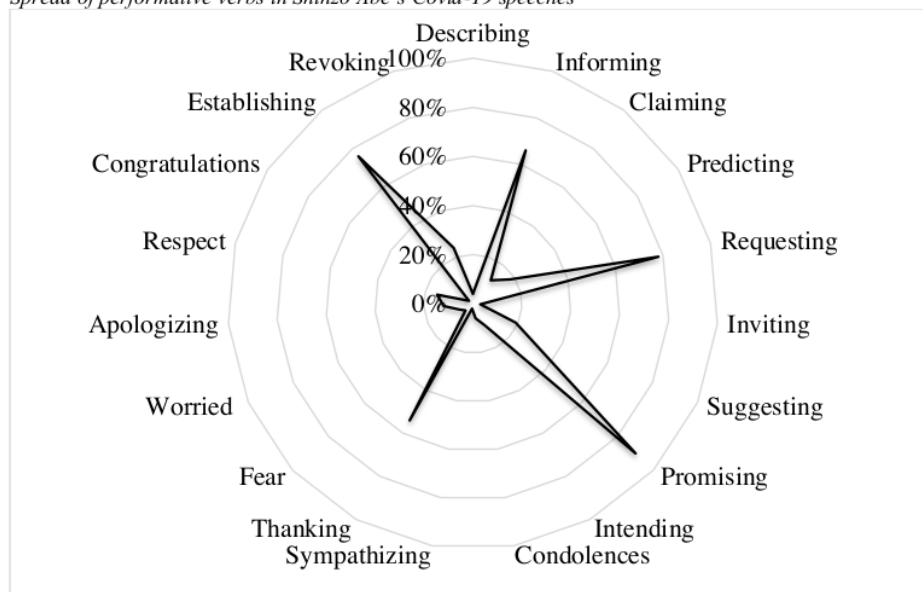 Spread of performative verbs in Shinzo Abe's Covid-19 speeches
Describing
Revoking
100%
Informing
Establishing
80%
Claiming
Congratulations
60%
Predicting
40%
Respect
20%
Requesting
Apologizing
0%
Inviting
Worried
Suggesting
Fear
Promising
Thanking
Intending
Sympathizing
Condolences